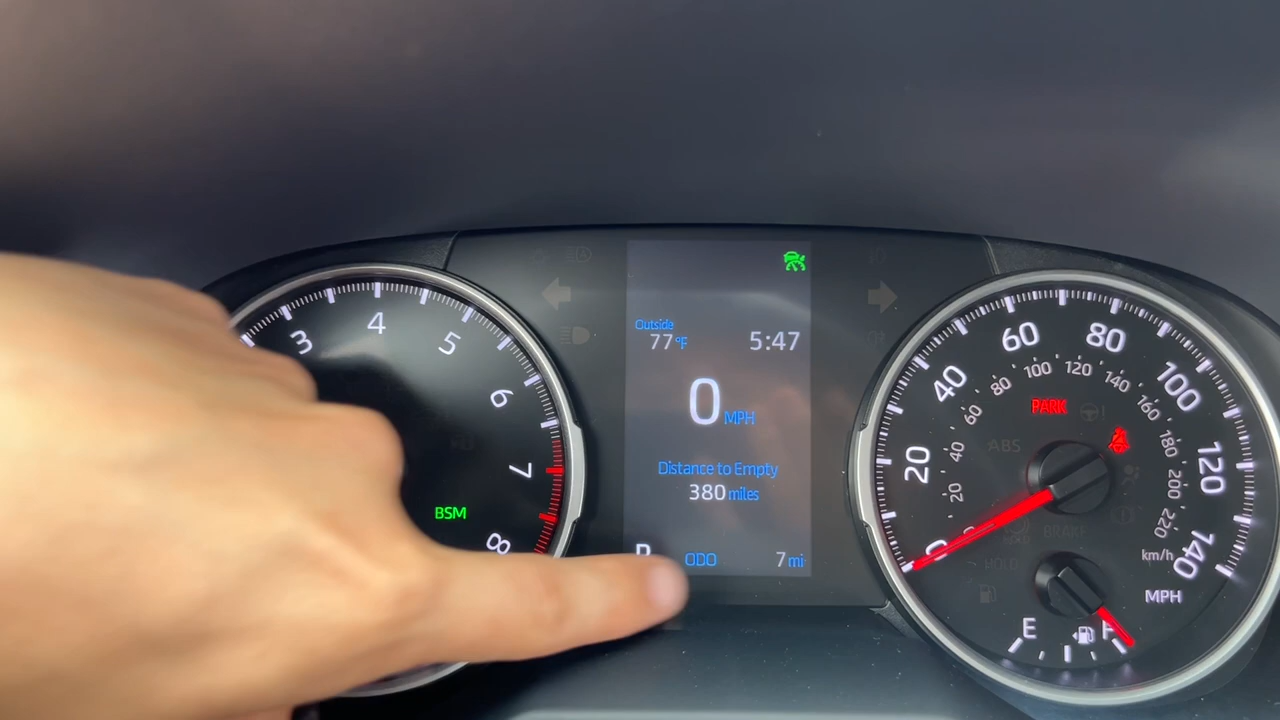 3
4
5
6
7
8
BSM
Outside
77°F
5:47
0 MPH
Distance to Empty
380 miles
P
ODO
7 mi
0
20
40
60
80
100
120
140
20
40
60
80
100
120
140
160
180
200
220
km/h
MPH
PARK
ABS
BRAKE
HOLD
E
F